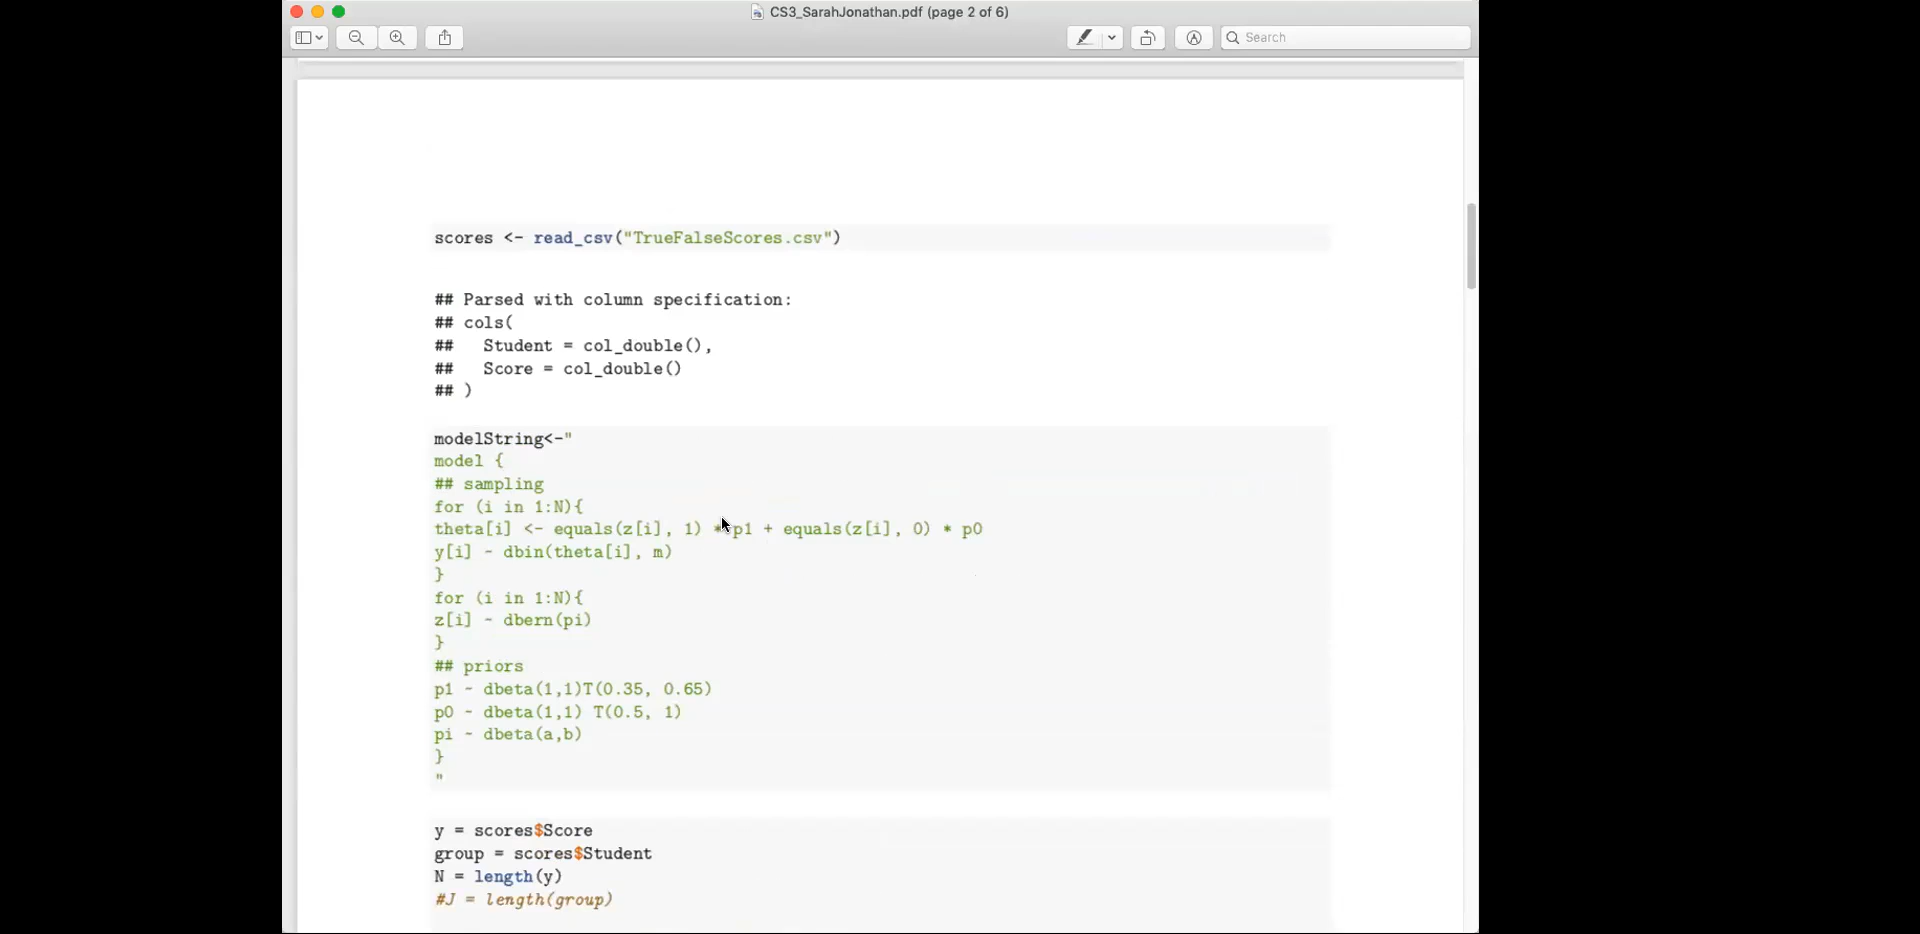 CS3_SarahJonathan.pdf (page 2 of 6)
Search
scores <- read_csv("TrueFalseScores.csv")
## Parsed with column specification:
## cols(
##   Student = col_double(),
##   Score = col_double()
## )
modelString<-"
model {
## sampling
for (i in 1:N){
theta[i] <- equals(z[i], 1) * p1 + equals(z[i], 0) * p0
y[i] ~ dbin(theta[i], m)
}
for (i in 1:N){
z[i] ~ dbern(pi)
}
## priors
p1 ~ dbeta(1,1)T(0.35, 0.65)
p0 ~ dbeta(1,1) T(0.5, 1)
pi ~ dbeta(a,b)
}
"
y = scores$Score
group = scores$Student
N = length(y)
#J = length(group)